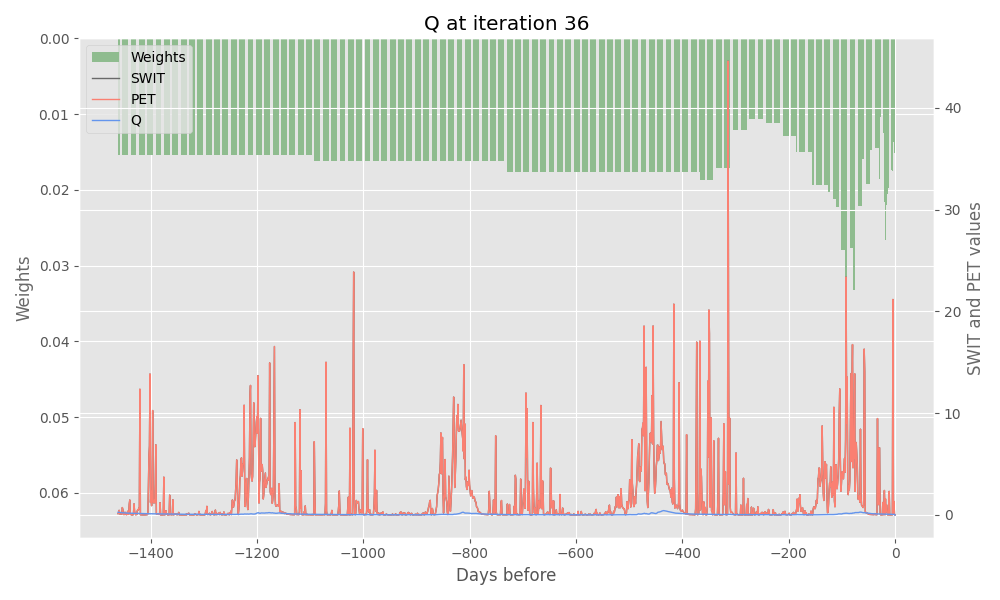 Q at iteration 36
0.00
0.01
0.02
0.03
0.04
0.05
0.06
Weights
Weights
SWIT
PET
Q
40
30
20
10
0
SWIT and PET values
−1400
−1200
−1000
−800
−600
−400
−200
0
Days before